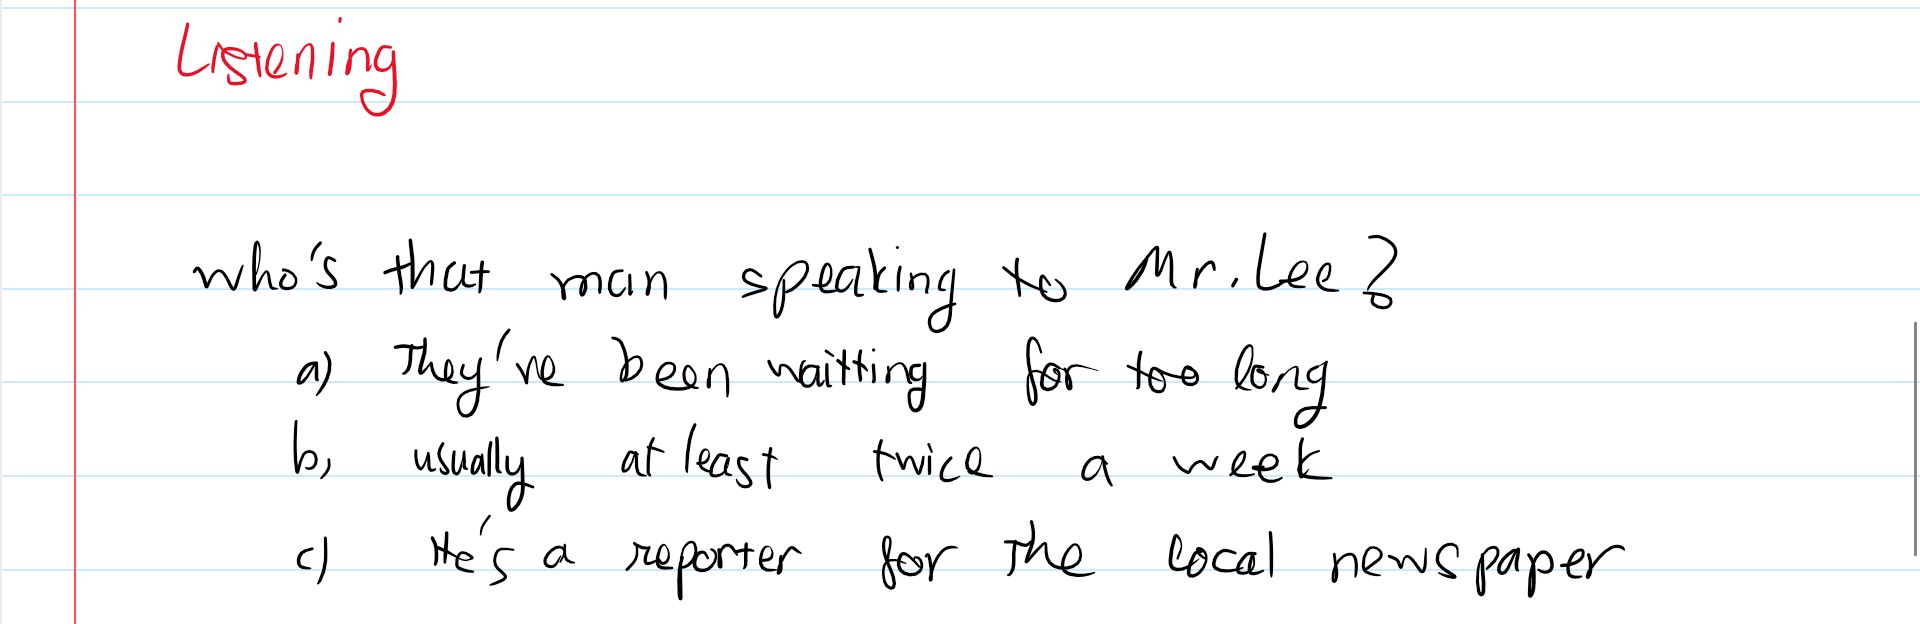 Listening
who's that man speaking to Mr. Lee?
a) They've been waitting for too long
b, usually at least twice a week
c) He's a reporter for the local newspaper